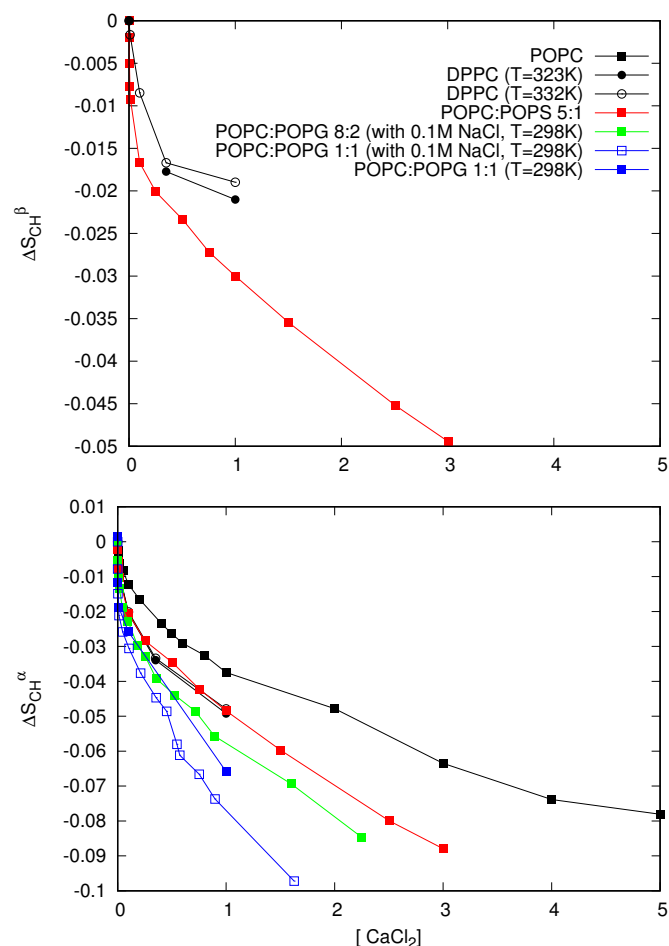 0
-0.005
-0.01
-0.015
-0.02
-0.025
-0.03
-0.035
-0.04
-0.045
-0.05
ΔS_CH^β
POPC
DPPC (T=323K)
DPPC (T=332K)
POPC:POPS 5:1
POPC:POPG 8:2 (with 0.1M NaCl, T=298K)
POPC:POPG 1:1 (with 0.1M NaCl, T=298K)
POPC:POPG 1:1 (T=298K)
0 1 2 3 4 5
0.01
0
-0.01
-0.02
-0.03
-0.04
-0.05
-0.06
-0.07
-0.08
-0.09
-0.1
ΔS_CH^α
0 1 2 3 4 5
[ CaCl₂]